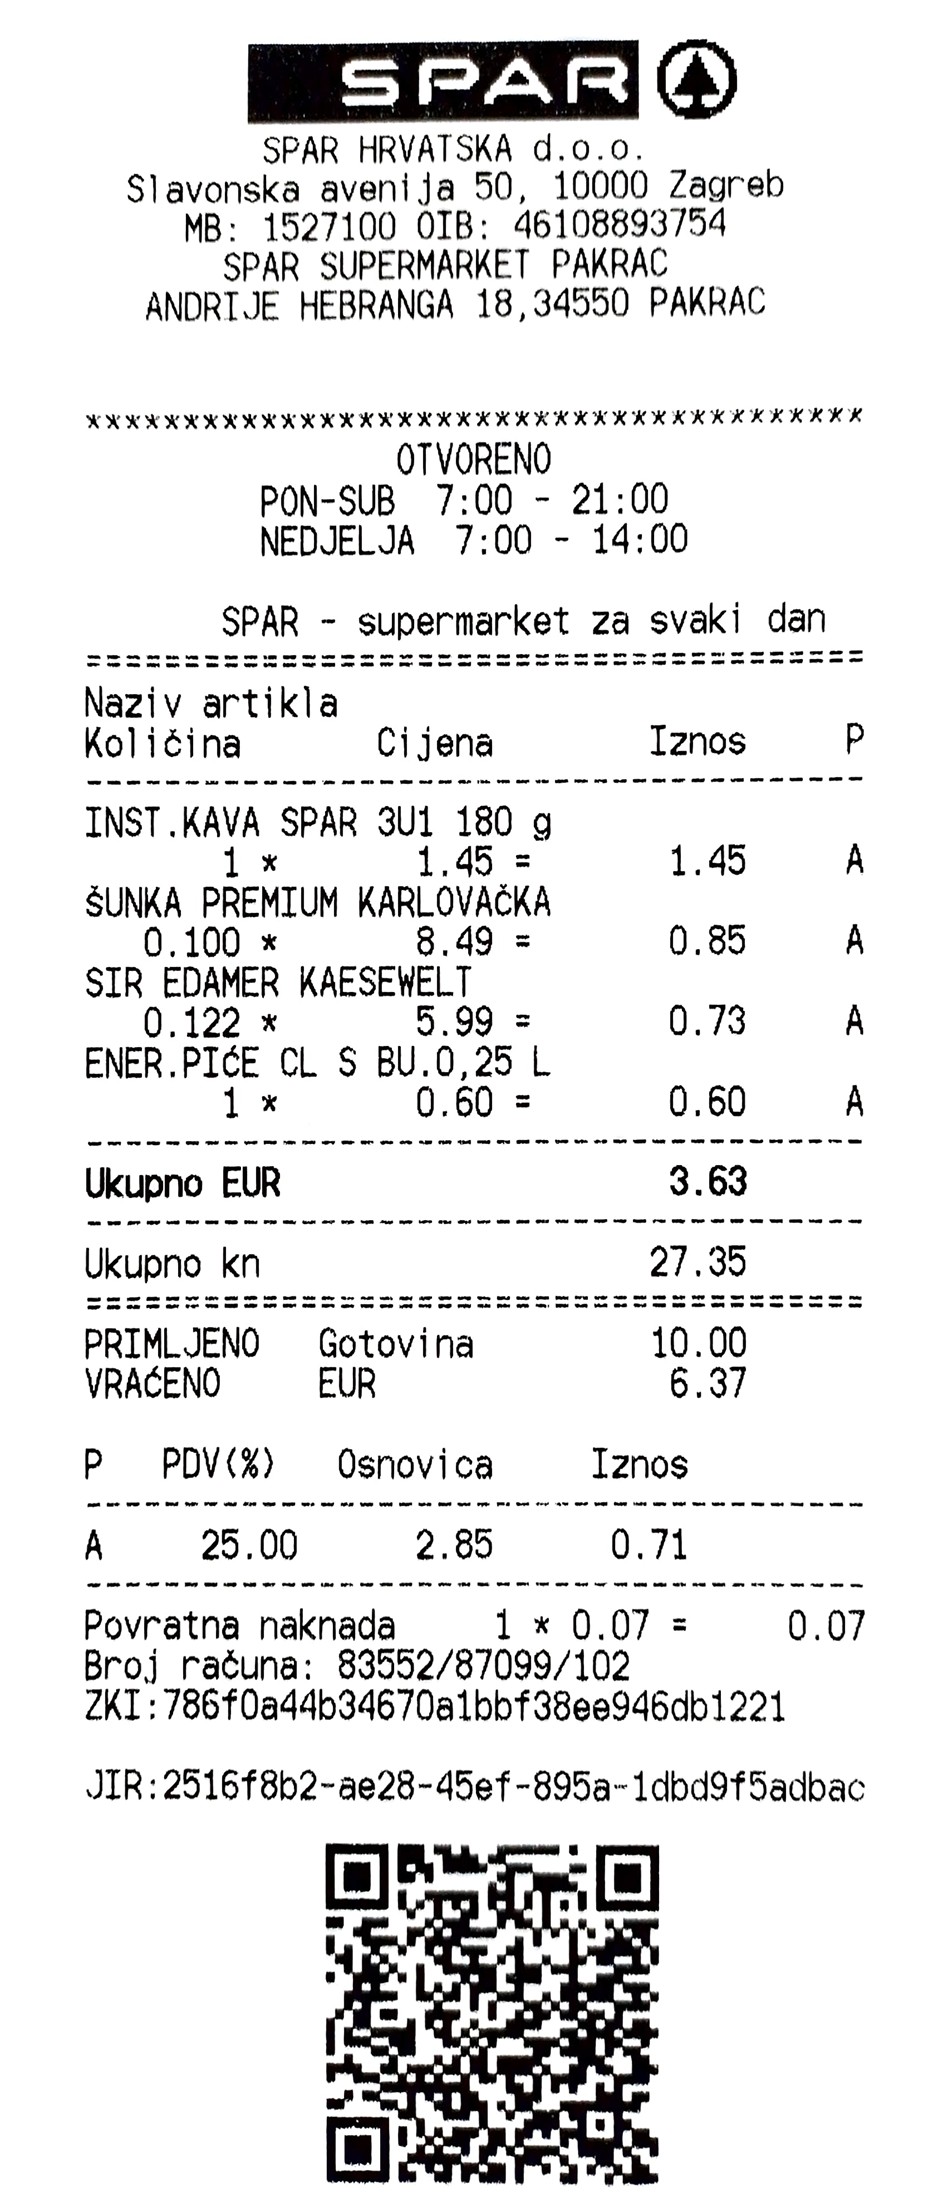 SPAR
SPAR HRVATSKA d.o.o.
Slavonska avenija 50, 10000 Zagreb
MB: 1527100 OIB: 46108893754
SPAR SUPERMARKET PAKRAC
ANDRIJE HEBRANGA 18,34550 PAKRAC
****************************************
OTVORENO
PON-SUB 7:00 - 21:00
NEDJELJA 7:00 - 14:00
SPAR - supermarket za svaki dan
========================================
Naziv artikla
Količina Cijena Iznos P
----------------------------------------
INST.KAVA SPAR 3U1 180 g
1 * 1.45 = 1.45 A
ŠUNKA PREMIUM KARLOVAČKA
0.100 * 8.49 = 0.85 A
SIR EDAMER KAESEWELT
0.122 * 5.99 = 0.73 A
ENER.PIĆE CL S BU.0,25 L
1 * 0.60 = 0.60 A
----------------------------------------
Ukupno EUR 3.63
----------------------------------------
Ukupno kn 27.35
========================================
PRIMLJENO Gotovina 10.00
VRAĆENO EUR 6.37
P PDV(%) Osnovica Iznos
----------------------------------------
A 25.00 2.85 0.71
----------------------------------------
Povratna naknada 1 * 0.07 = 0.07
Broj računa: 83552/87099/102
ZKI:786f0a44b34670a1bbf38ee946db1221
JIR:2516f8b2-ae28-45ef-895a-1dbd9f5adbac